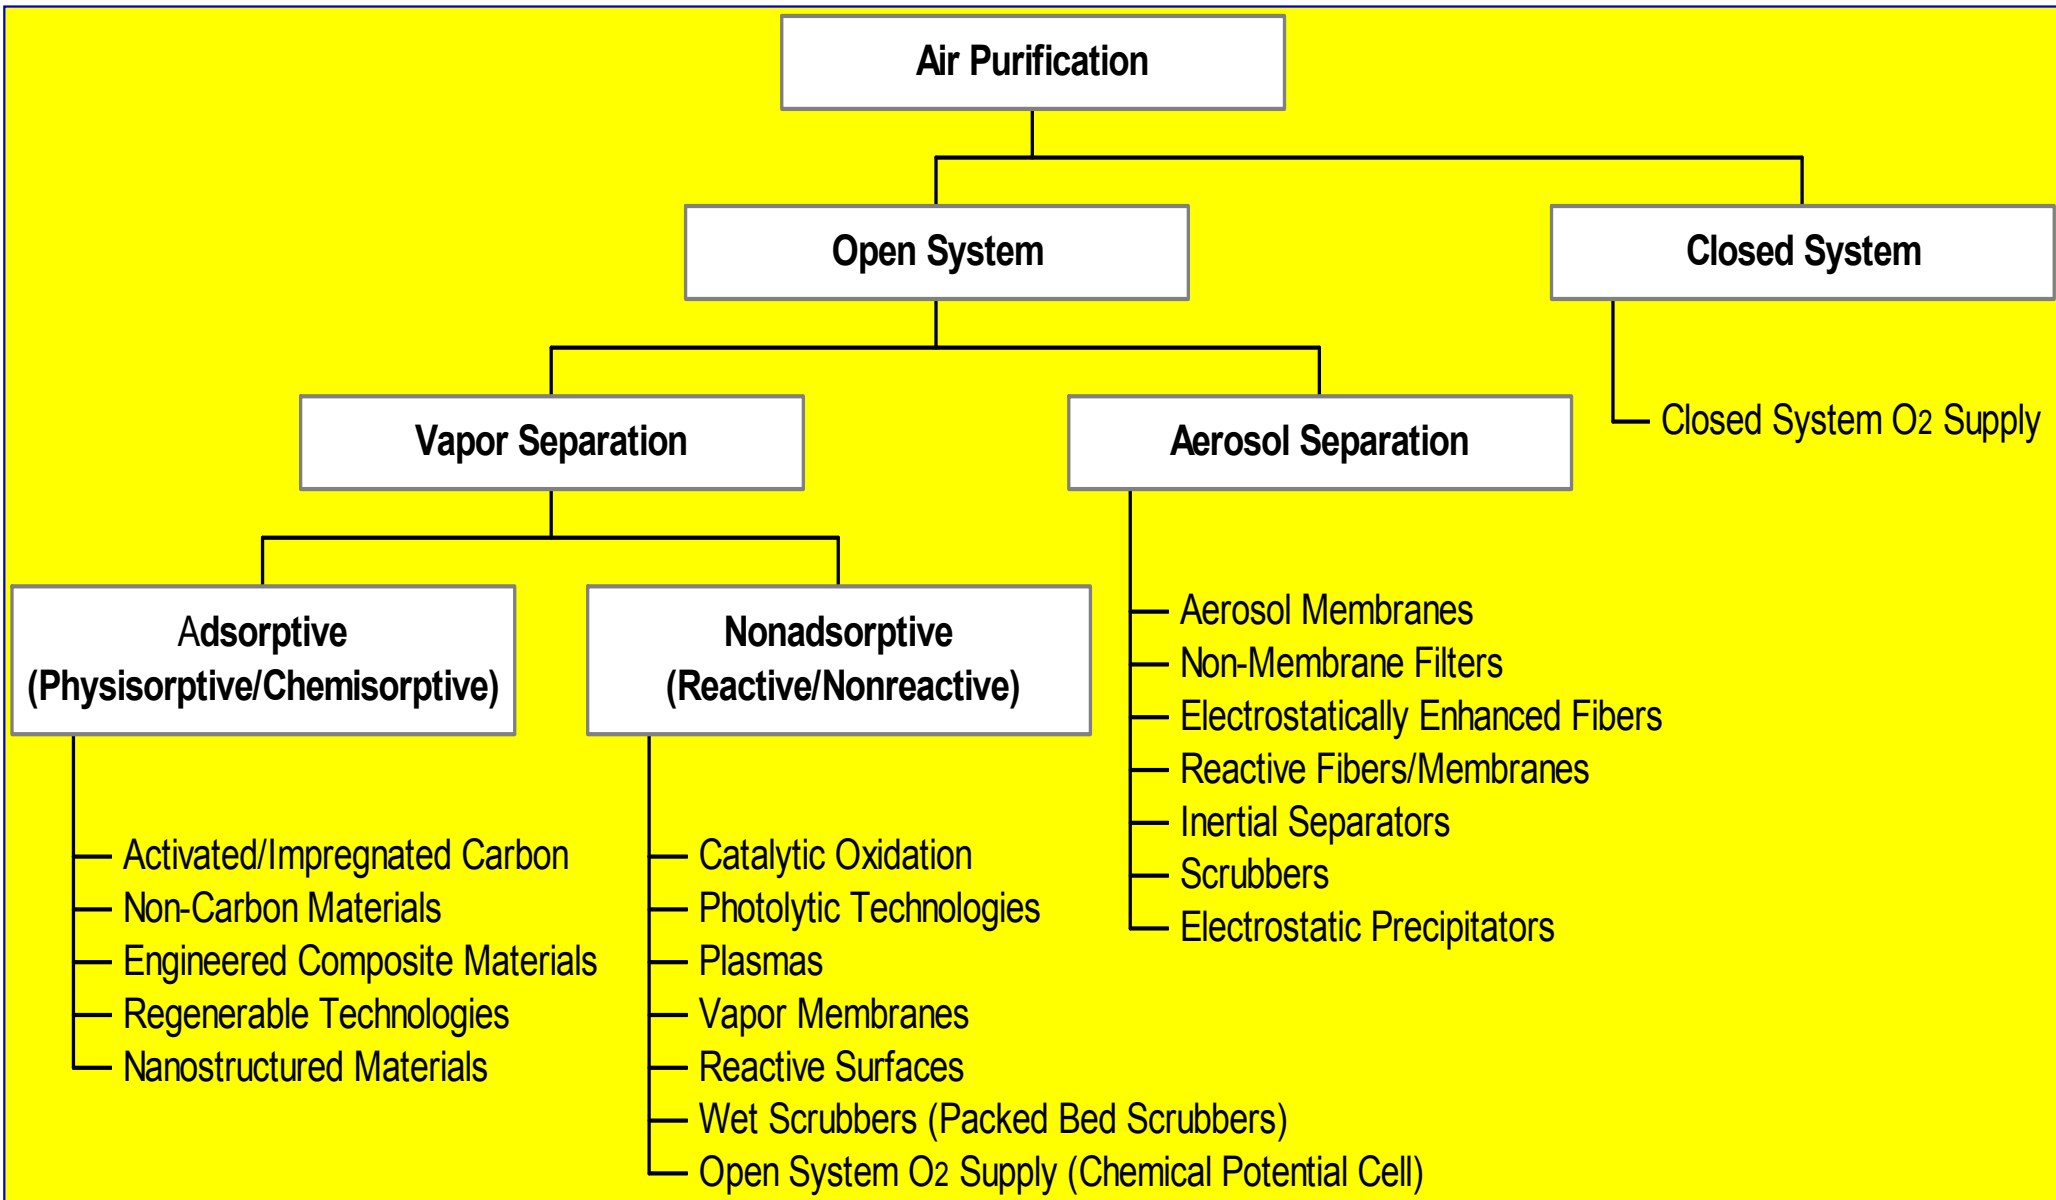 Air Purification
Open System
Closed System
Vapor Separation
Aerosol Separation
Closed System O2 Supply
Adsorptive
(Physisorptive/Chemisorptive)
Nonadsorptive
(Reactive/Nonreactive)
Aerosol Membranes
Non-Membrane Filters
Electrostatically Enhanced Fibers
Reactive Fibers/Membranes
Inertial Separators
Scrubbers
Electrostatic Precipitators
Activated/Impregnated Carbon
Non-Carbon Materials
Engineered Composite Materials
Regenerable Technologies
Nanostructured Materials
Catalytic Oxidation
Photolytic Technologies
Plasmas
Vapor Membranes
Reactive Surfaces
Wet Scrubbers (Packed Bed Scrubbers)
Open System O2 Supply (Chemical Potential Cell)